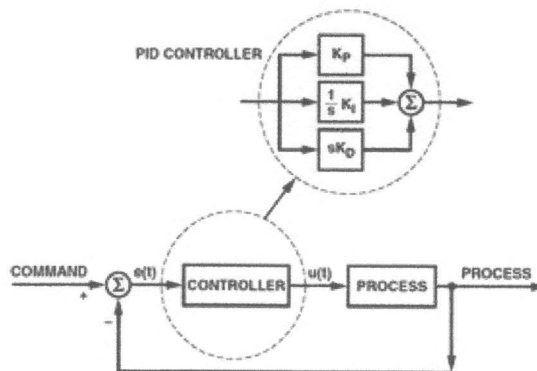 PID CONTROLLER
KP
1/s KI
Σ
sKD
COMMAND
+
−
Σ
e(t)
CONTROLLER
u(t)
PROCESS
PROCESS